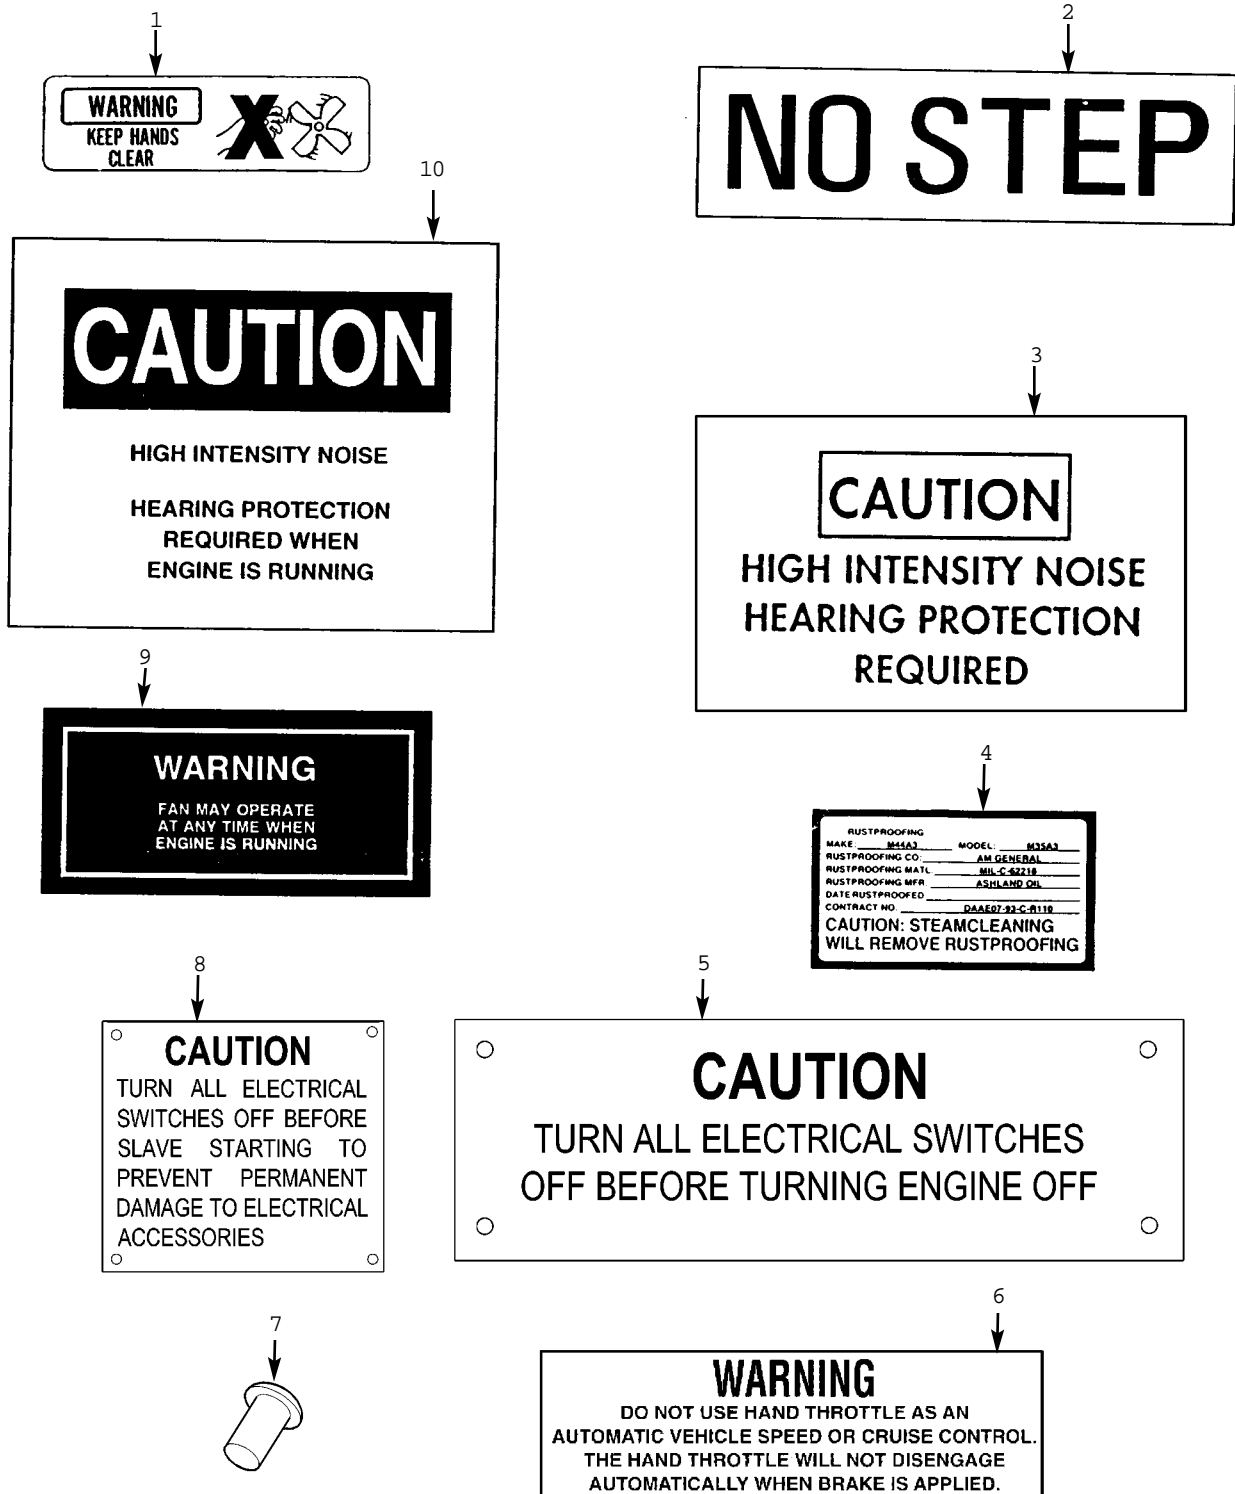 1
WARNING
KEEP HANDS
CLEAR
2
NO STEP
10
CAUTION
HIGH INTENSITY NOISE
HEARING PROTECTION
REQUIRED WHEN
ENGINE IS RUNNING
3
CAUTION
HIGH INTENSITY NOISE
HEARING PROTECTION
REQUIRED
9
WARNING
FAN MAY OPERATE
AT ANY TIME WHEN
ENGINE IS RUNNING
4
RUSTPROOFING
MAKE: M44A3 MODEL: M35A3
RUSTPROOFING CO: AM GENERAL
RUSTPROOFING MATL MIL-C-62218
RUSTPROOFING MFR. ASHLAND OIL
DATE RUSTPROOFED
CONTRACT NO. DAAE07-93-C-R110
CAUTION: STEAMCLEANING
WILL REMOVE RUSTPROOFING
8
CAUTION
TURN ALL ELECTRICAL
SWITCHES OFF BEFORE
SLAVE STARTING TO
PREVENT PERMANENT
DAMAGE TO ELECTRICAL
ACCESSORIES
5
CAUTION
TURN ALL ELECTRICAL SWITCHES
OFF BEFORE TURNING ENGINE OFF
7
6
WARNING
DO NOT USE HAND THROTTLE AS AN
AUTOMATIC VEHICLE SPEED OR CRUISE CONTROL.
THE HAND THROTTLE WILL NOT DISENGAGE
AUTOMATICALLY WHEN BRAKE IS APPLIED.